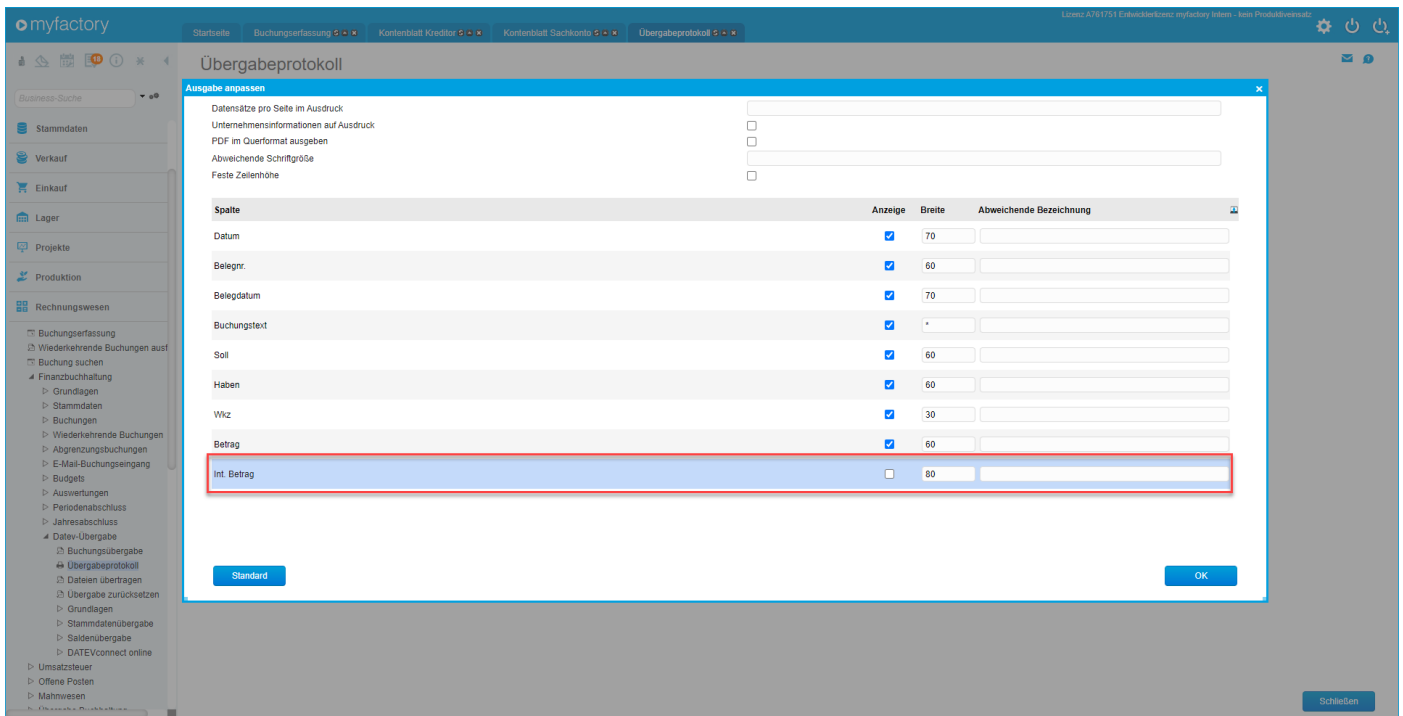 Lizenz A761751 Entwicklerlizenz myfactory Intern - kein Produktiveinsatz
myfactory
Startseite
Buchungserfassung
Kontenblatt Kreditor
Kontenblatt Sachkonto
Übergabeprotokoll
Übergabeprotokoll
Business-Suche
Stammdaten
Verkauf
Einkauf
Lager
Projekte
Produktion
Rechnungswesen
Buchungserfassung
Wiederkehrende Buchungen ausf
Buchung suchen
Finanzbuchhaltung
Grundlagen
Stammdaten
Buchungen
Wiederkehrende Buchungen
Abgrenzungsbuchungen
E-Mail-Buchungseingang
Budgets
Auswertungen
Periodenabschluss
Jahresabschluss
Datev-Übergabe
Buchungsübergabe
Übergabeprotokoll
Dateien übertragen
Übergabe zurücksetzen
Grundlagen
Stammdatenübergabe
Saldenübergabe
DATEVconnect online
Umsatzsteuer
Offene Posten
Mahnwesen
Ausgabe anpassen
Datensätze pro Seite im Ausdruck
Unternehmensinformationen auf Ausdruck
PDF im Querformat ausgeben
Abweichende Schriftgröße
Feste Zeilenhöhe
Spalte Anzeige Breite Abweichende Bezeichnung
Datum 70
Belegnr. 60
Belegdatum 70
Buchungstext *
Soll 60
Haben 60
Wkz 30
Betrag 60
Int. Betrag 80
Standard OK
Schließen